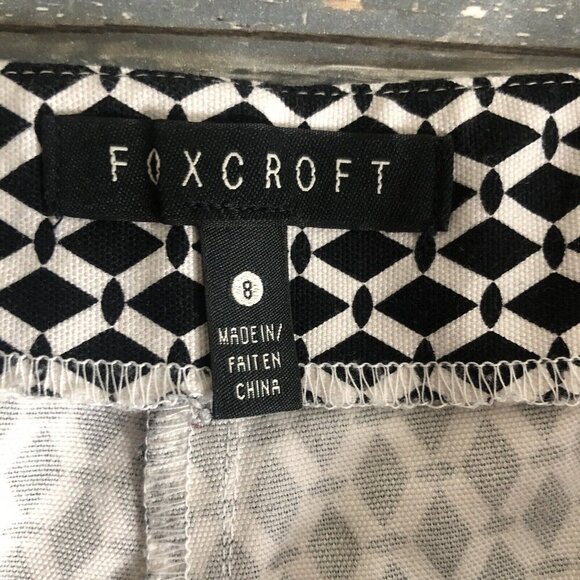 FOXCROFT
8
MADE IN/
FAIT EN
CHINA